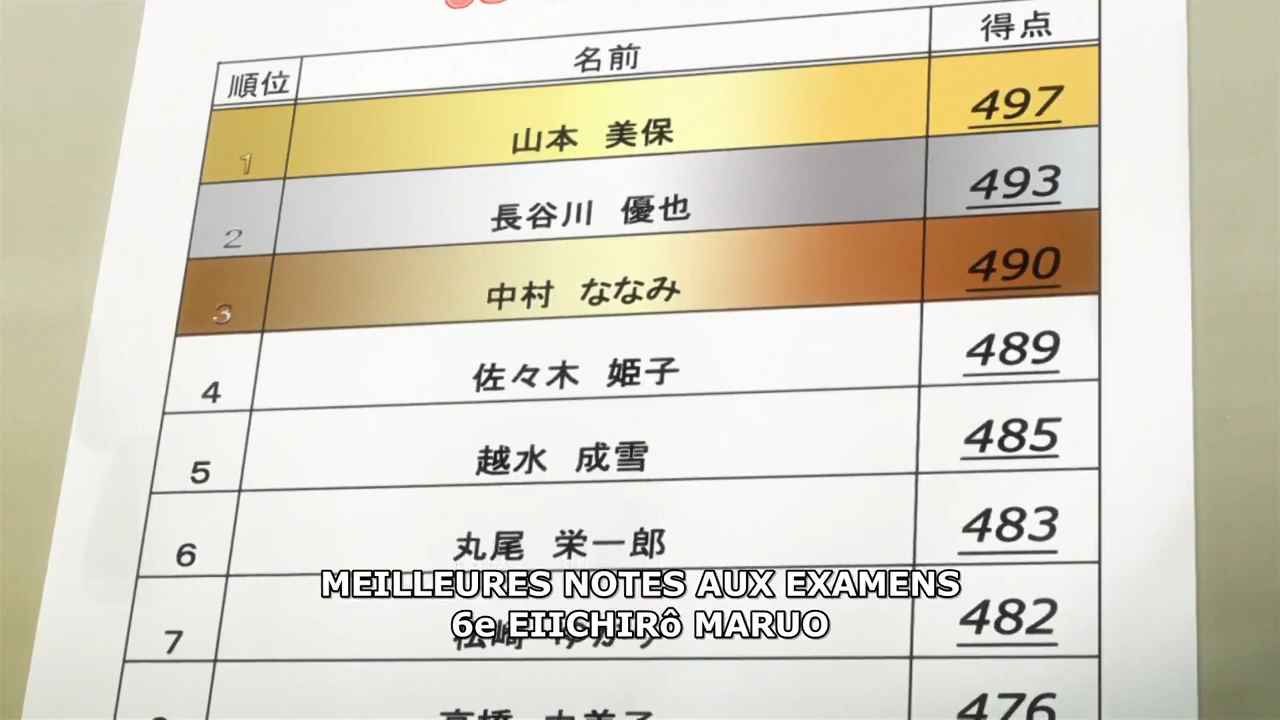 順位 名前 得点
1 山本 美保 497
2 長谷川 優也 493
3 中村 ななみ 490
4 佐々木 姫子 489
5 越水 成雪 485
6 丸尾 栄一郎 483
MEILLEURES NOTES AUX EXAMENS
6e EIICHIRô MARUO
7 482
476